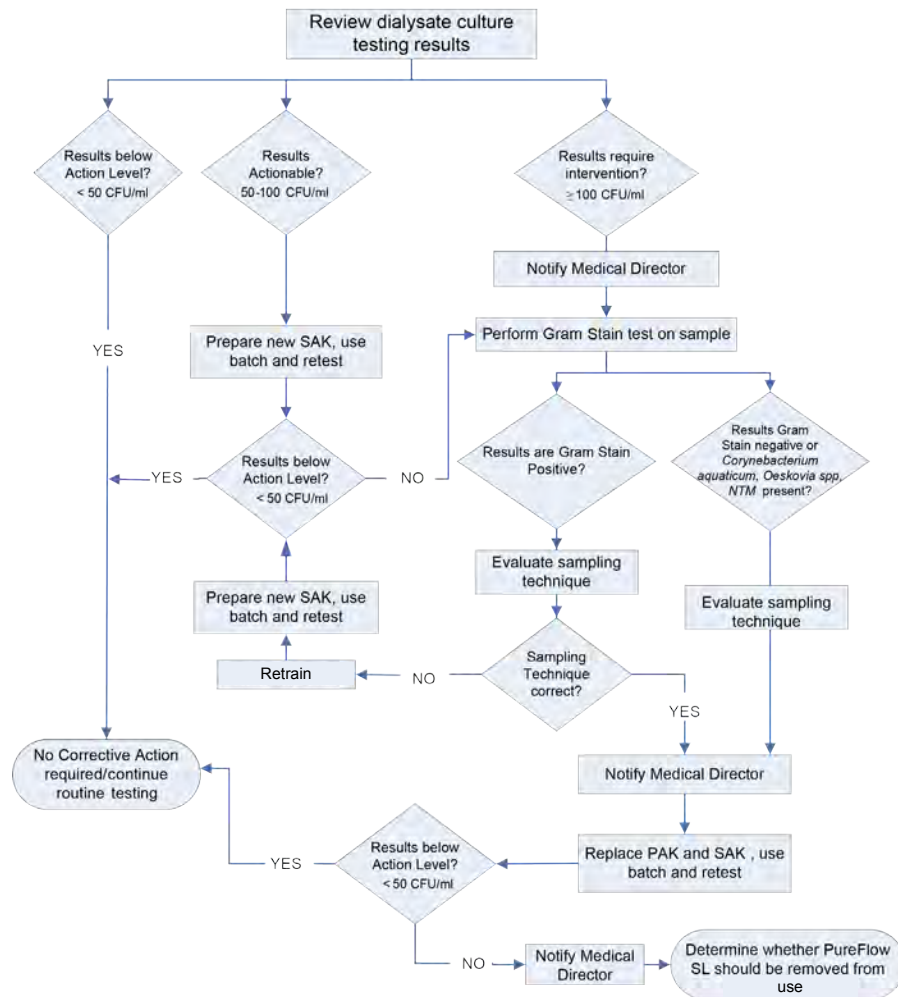 Review dialysate culture
testing results
Results below
Action Level?
< 50 CFU/ml
Results
Actionable?
50-100 CFU/ml
Results require
intervention?
≥ 100 CFU/ml
Notify Medical Director
YES
Prepare new SAK, use
batch and retest
Perform Gram Stain test on sample
YES
Results below
Action Level?
< 50 CFU/ml
NO
Results are Gram Stain
Positive?
Results Gram
Stain negative or
Corynebacterium
aquaticum, Oeskovia spp,
NTM present?
Prepare new SAK, use
batch and retest
Evaluate sampling
technique
Evaluate sampling
technique
Retrain
NO
Sampling
Technique
correct?
YES
No Corrective Action
required/continue
routine testing
Notify Medical Director
YES
Results below
Action Level?
< 50 CFU/ml
Replace PAK and SAK , use
batch and retest
NO
Notify Medical
Director
Determine whether PureFlow
SL should be removed from
use